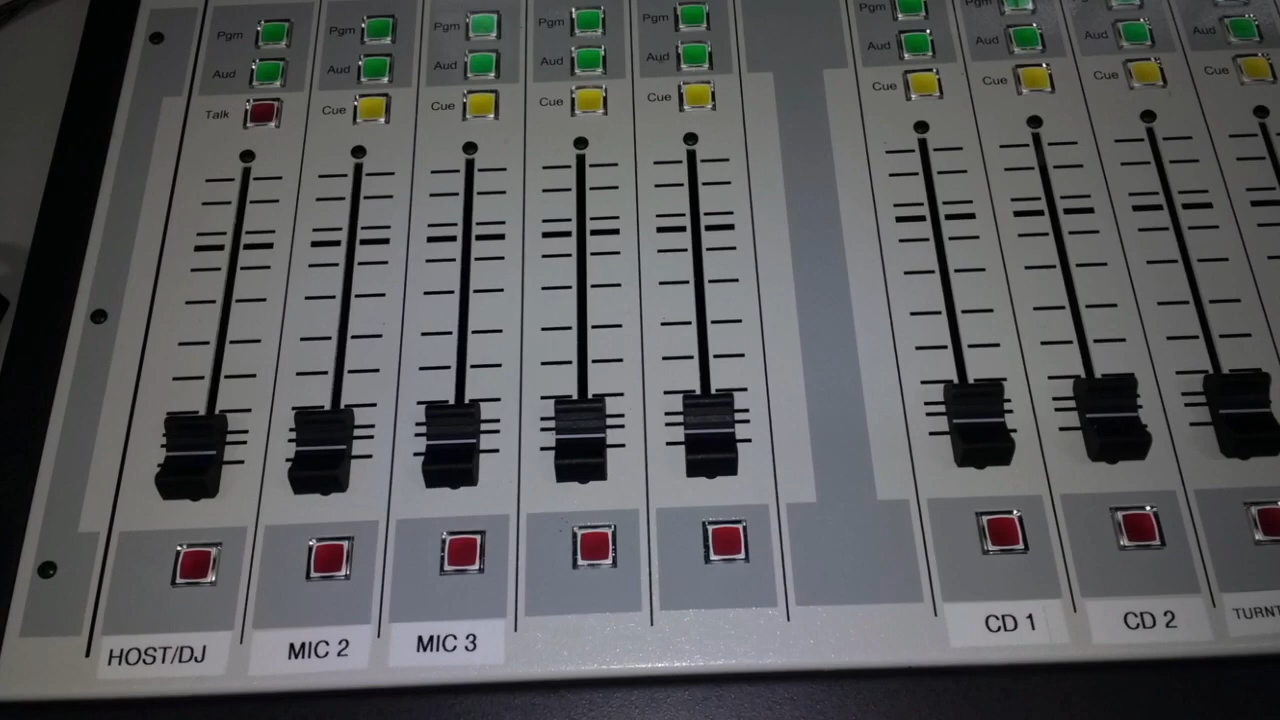 Pgm Pgm Pgm Pgm Pgm Pgm Pgm
Aud Aud Aud Aud Aud Aud Aud Aud Aud
Talk Cue Cue Cue Cue Cue Cue Cue Cue
HOST/DJ MIC 2 MIC 3 CD 1 CD 2 TURNT